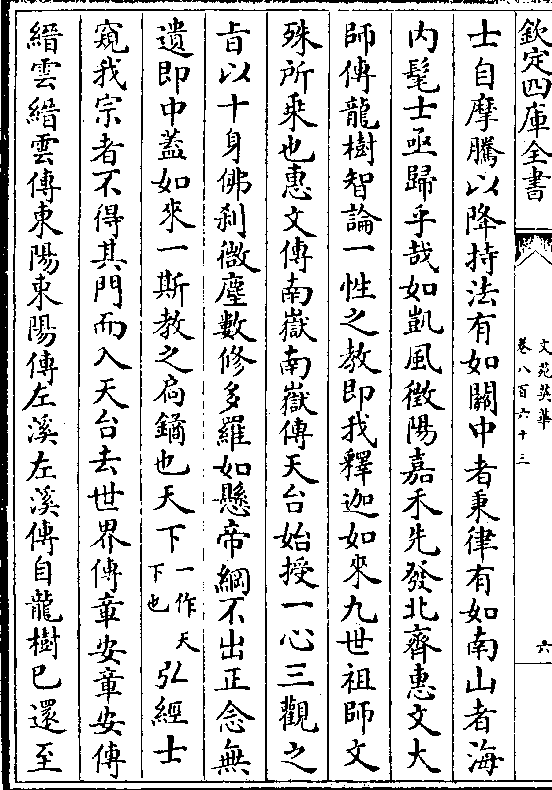 欽定四庫全書
文苑英華
卷八百六十三
六
士自摩騰以降持法有如關中者秉律有如南山者海
内髦士亟歸乎哉如凱風徴陽嘉禾先發北齊惠文大
師傳龍樹智論一性之教即我釋迦如來九世祖師文
殊所乗也惠文傳南嶽南嶽傳天台始授一心三觀之
旨以十身佛刹微塵數修多羅如懸帝網不出正念無
遺即中蓋如來一斯教之扃鐍也天下一作天下也弘經士
窺我宗者不得其門而入天台去世界傳章安章安傳
縉雲縉雲傳東陽東陽傳左溪左溪傳自龍樹已還至